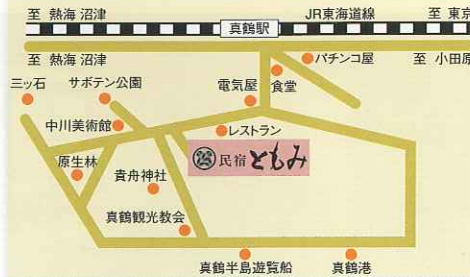 至 熱海 沼津
真鶴駅
JR東海道線
至 東京
至 熱海 沼津
パチンコ屋
至 小田原
三ッ石
サボテン公園
電気屋
食堂
中川美術館
レストラン
民宿ともみ
原生林
貴舟神社
真鶴観光教会
真鶴半島遊覧船
真鶴港